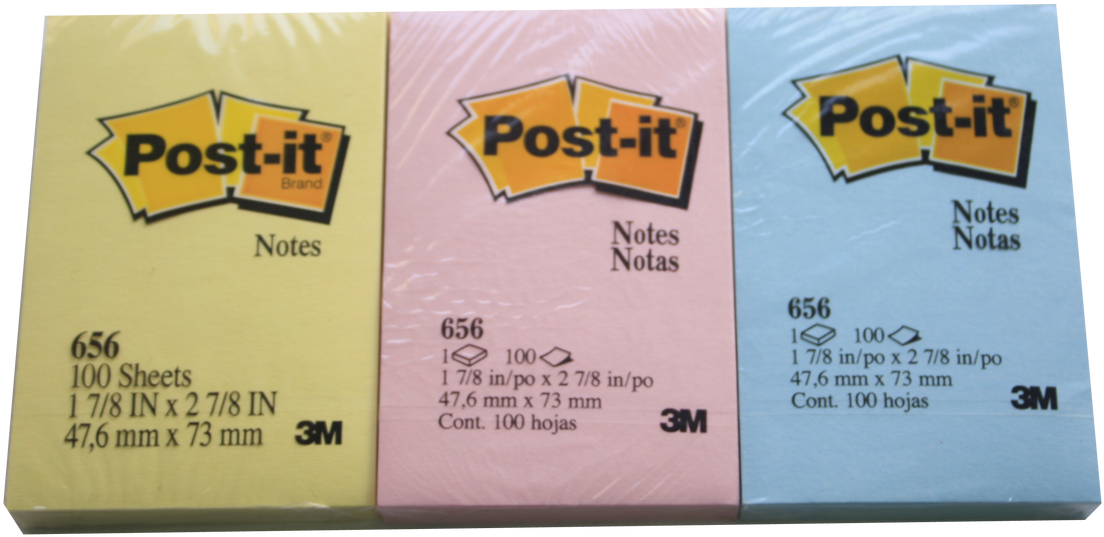 Post-it®
Brand
Notes
656
100 Sheets
1 7/8 IN x 2 7/8 IN
47,6 mm x 73 mm
3M
Post-it®
Notes
Notas
656
1 100
1 7/8 in/po x 2 7/8 in/po
47,6 mm x 73 mm
Cont. 100 hojas
3M
Post-it®
Notes
Notas
656
1 100
1 7/8 in/po x 2 7/8 in/po
47,6 mm x 73 mm
Cont. 100 hojas
3M